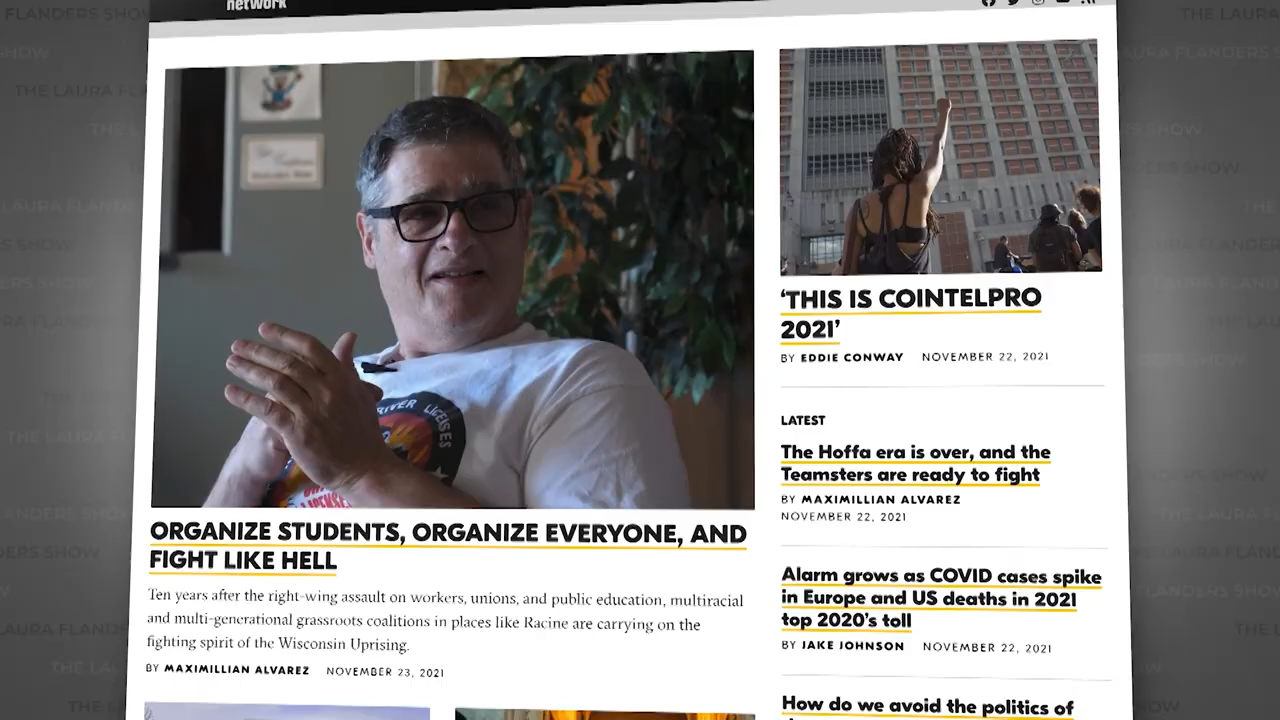 network
ORGANIZE STUDENTS, ORGANIZE EVERYONE, AND
FIGHT LIKE HELL
Ten years after the right-wing assault on workers, unions, and public education, multiracial
and multi-generational grassroots coalitions in places like Racine are carrying on the
fighting spirit of the Wisconsin Uprising.
BY MAXIMILLIAN ALVAREZ NOVEMBER 23, 2021
‘THIS IS COINTELPRO
2021’
BY EDDIE CONWAY NOVEMBER 22, 2021
LATEST
The Hoffa era is over, and the
Teamsters are ready to fight
BY MAXIMILLIAN ALVAREZ
NOVEMBER 22, 2021
Alarm grows as COVID cases spike
in Europe and US deaths in 2021
top 2020’s toll
BY JAKE JOHNSON NOVEMBER 22, 2021
How do we avoid the politics of
THE LAURA FLANDERS SHOW